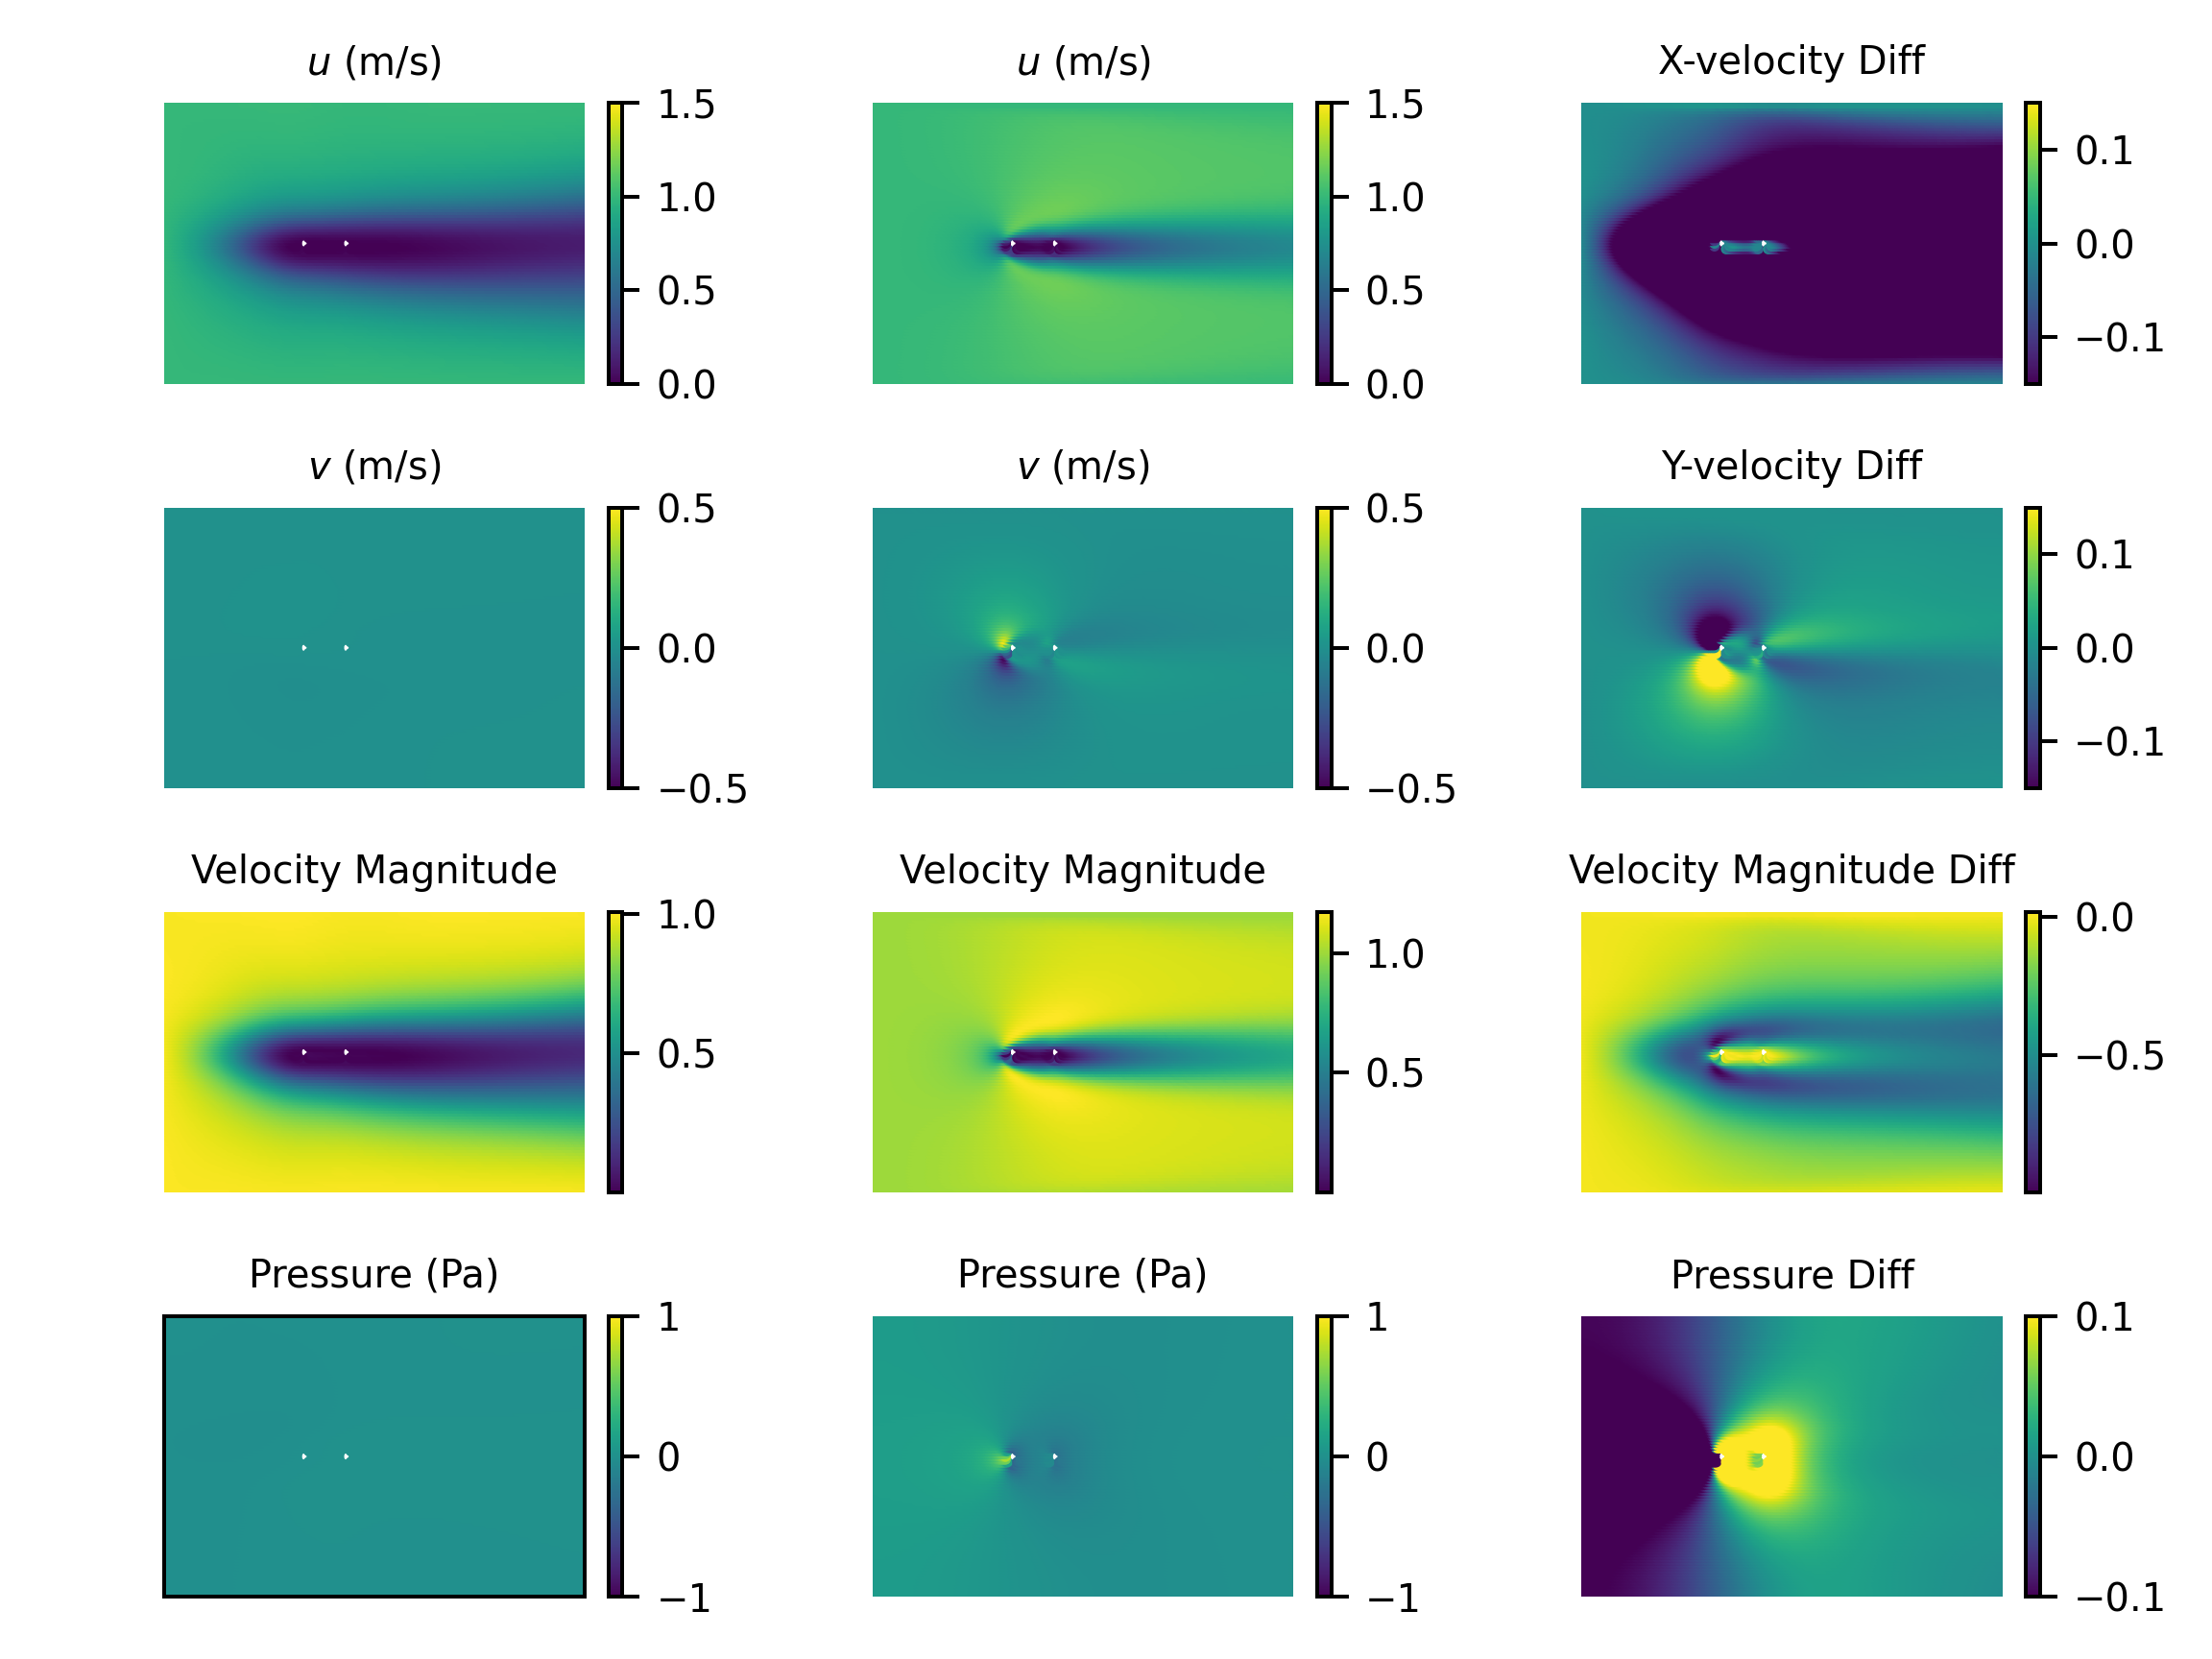 u (m/s)
1.5
1.0
0.5
0.0
u (m/s)
1.5
1.0
0.5
0.0
X-velocity Diff
0.1
0.0
−0.1
v (m/s)
0.5
0.0
−0.5
v (m/s)
0.5
0.0
−0.5
Y-velocity Diff
0.1
0.0
−0.1
Velocity Magnitude
1.0
0.5
Velocity Magnitude
1.0
0.5
Velocity Magnitude Diff
0.0
−0.5
Pressure (Pa)
1
0
−1
Pressure (Pa)
1
0
−1
Pressure Diff
0.1
0.0
−0.1